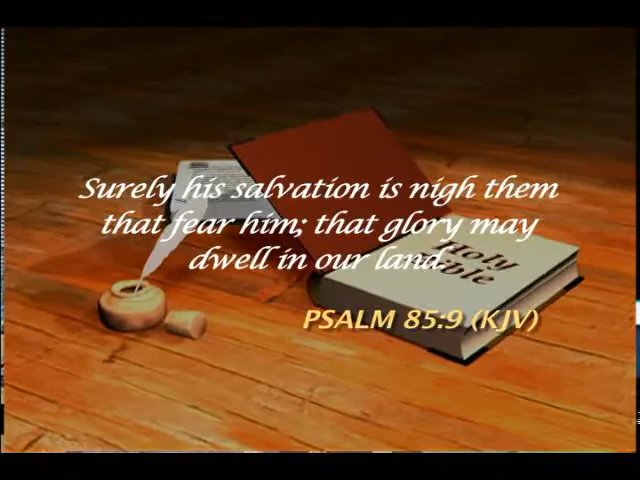 Surely his salvation is nigh them
that fear him; that glory may
dwell in our land.
PSALM 85:9 (KJV)
Holy
Bible